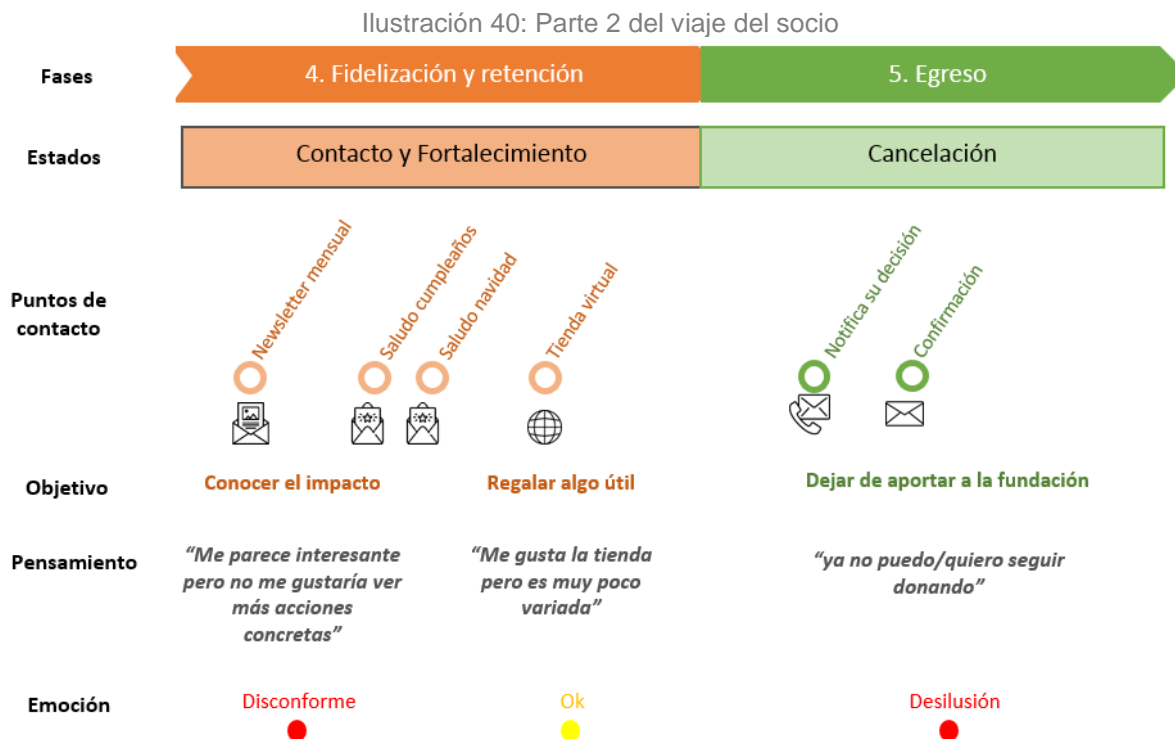 Ilustración 40: Parte 2 del viaje del socio
Fases
4. Fidelización y retención
5. Egreso
Estados
Contacto y Fortalecimiento
Cancelación
Puntos de
contacto
Newsletter mensual
Saludo cumpleaños
Saludo navidad
Tienda virtual
Notifica su decisión
Confirmación
Objetivo
Conocer el impacto
Regalar algo útil
Dejar de aportar a la fundación
Pensamiento
“Me parece interesante
pero no me gustaría ver
más acciones
concretas”
“Me gusta la tienda
pero es muy poco
variada”
“ya no puedo/quiero seguir
donando”
Emoción
Disconforme
Ok
Desilusión